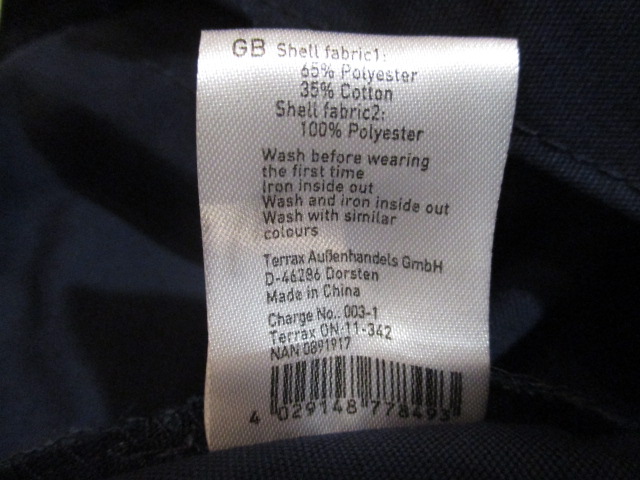 GB Shell fabric1:
65% Polyester
35% Cotton
Shell fabric2:
100% Polyester
Wash before wearing
the first time
Iron inside out
Wash and iron inside out
Wash with similar
colours
Terrax Außenhandels GmbH
D-46286 Dorsten
Made in China
Charge No.. 003-1
Terrax ON 11-342
NAN 0891917
4 029148 778493